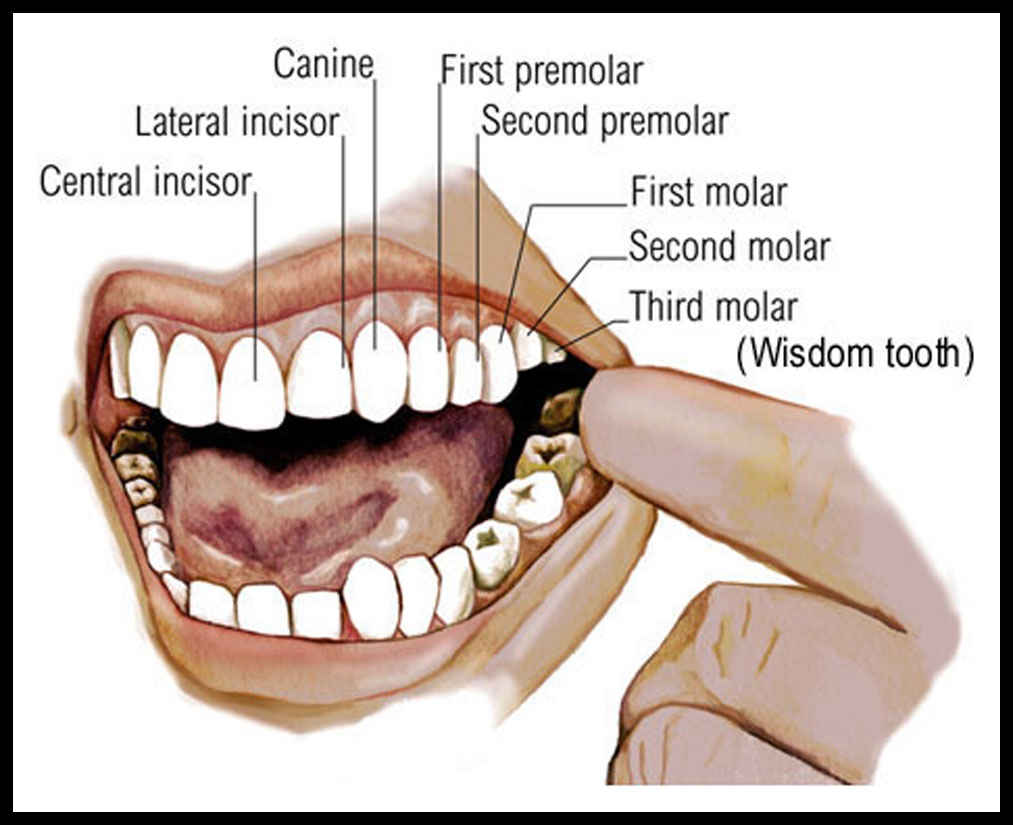 Canine
First premolar
Lateral incisor
Second premolar
Central incisor
First molar
Second molar
Third molar
(Wisdom tooth)